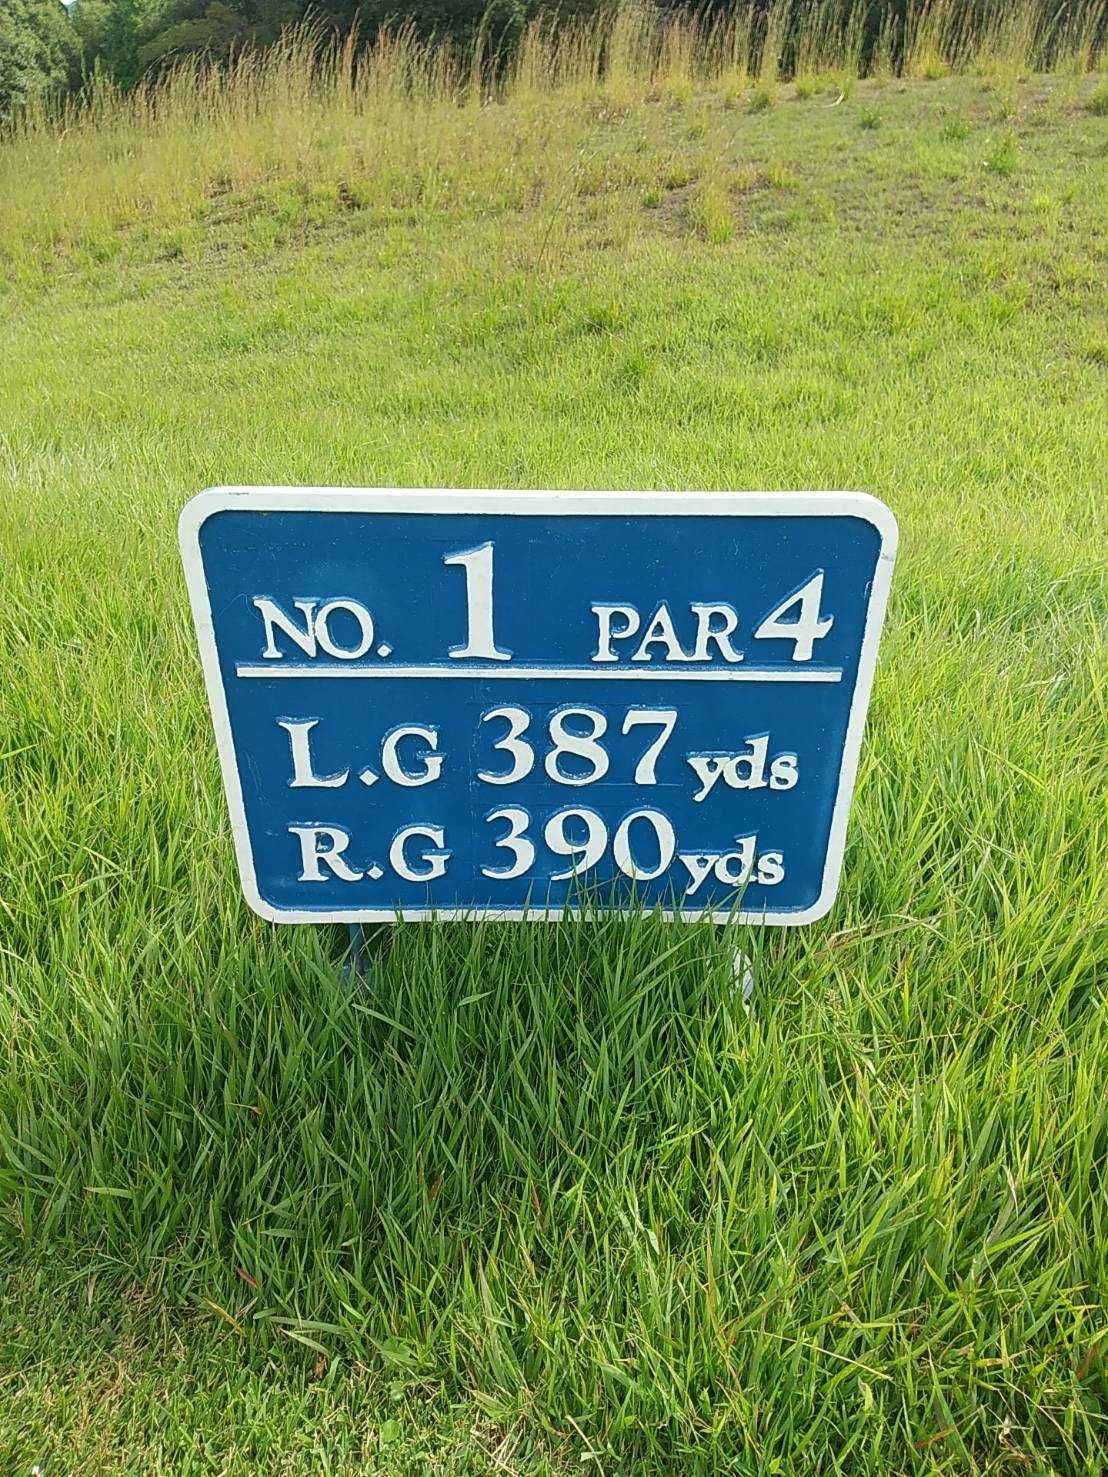 NO. 1 PAR 4
L.G 387 yds
R.G 390 yds